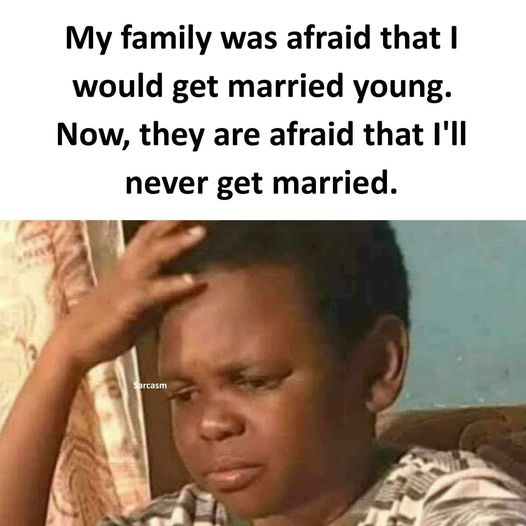 My family was afraid that I
would get married young.
Now, they are afraid that I'll
never get married.
Sarcasm